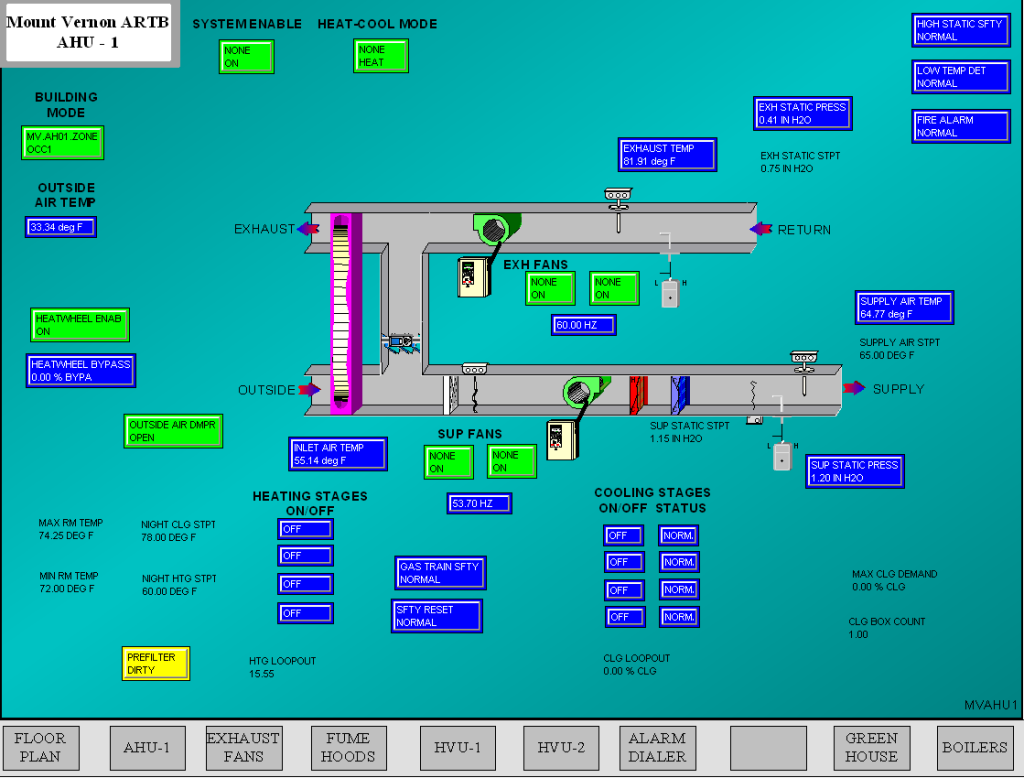 Mount Vernon ARTB
AHU - 1
SYSTEM ENABLE
NONE
ON
HEAT-COOL MODE
NONE
HEAT
HIGH STATIC SFTY
NORMAL
LOW TEMP DET
NORMAL
FIRE ALARM
NORMAL
BUILDING
MODE
MV.AH01.ZONE
OCC1
EXH STATIC PRESS
0.41 IN H2O
EXH STATIC STPT
0.75 IN H2O
EXHAUST TEMP
81.91 deg F
OUTSIDE
AIR TEMP
33.34 deg F
EXHAUST
RETURN
EXH FANS
NONE
ON
NONE
ON
60.00 HZ
L H
HEATWHEEL ENAB
ON
HEATWHEEL BYPASS
0.00 % BYPA
SUPPLY AIR TEMP
64.77 deg F
SUPPLY AIR STPT
65.00 DEG F
OUTSIDE
SUPPLY
OUTSIDE AIR DMPR
OPEN
INLET AIR TEMP
55.14 deg F
SUP FANS
NONE
ON
NONE
ON
53.70 HZ
SUP STATIC STPT
1.15 IN H2O
L H
SUP STATIC PRESS
1.20 IN H2O
HEATING STAGES
ON/OFF
OFF
OFF
OFF
OFF
COOLING STAGES
ON/OFF STATUS
OFF NORM.
OFF NORM.
OFF NORM.
OFF NORM.
MAX RM TEMP
74.25 DEG F
NIGHT CLG STPT
78.00 DEG F
MIN RM TEMP
72.00 DEG F
NIGHT HTG STPT
60.00 DEG F
GAS TRAIN SFTY
NORMAL
SFTY RESET
NORMAL
MAX CLG DEMAND
0.00 % CLG
CLG BOX COUNT
1.00
PREFILTER
DIRTY
HTG LOOPOUT
15.55
CLG LOOPOUT
0.00 % CLG
MVAHU1
FLOOR
PLAN
AHU-1
EXHAUST
FANS
FUME
HOODS
HVU-1
HVU-2
ALARM
DIALER
GREEN
HOUSE
BOILERS